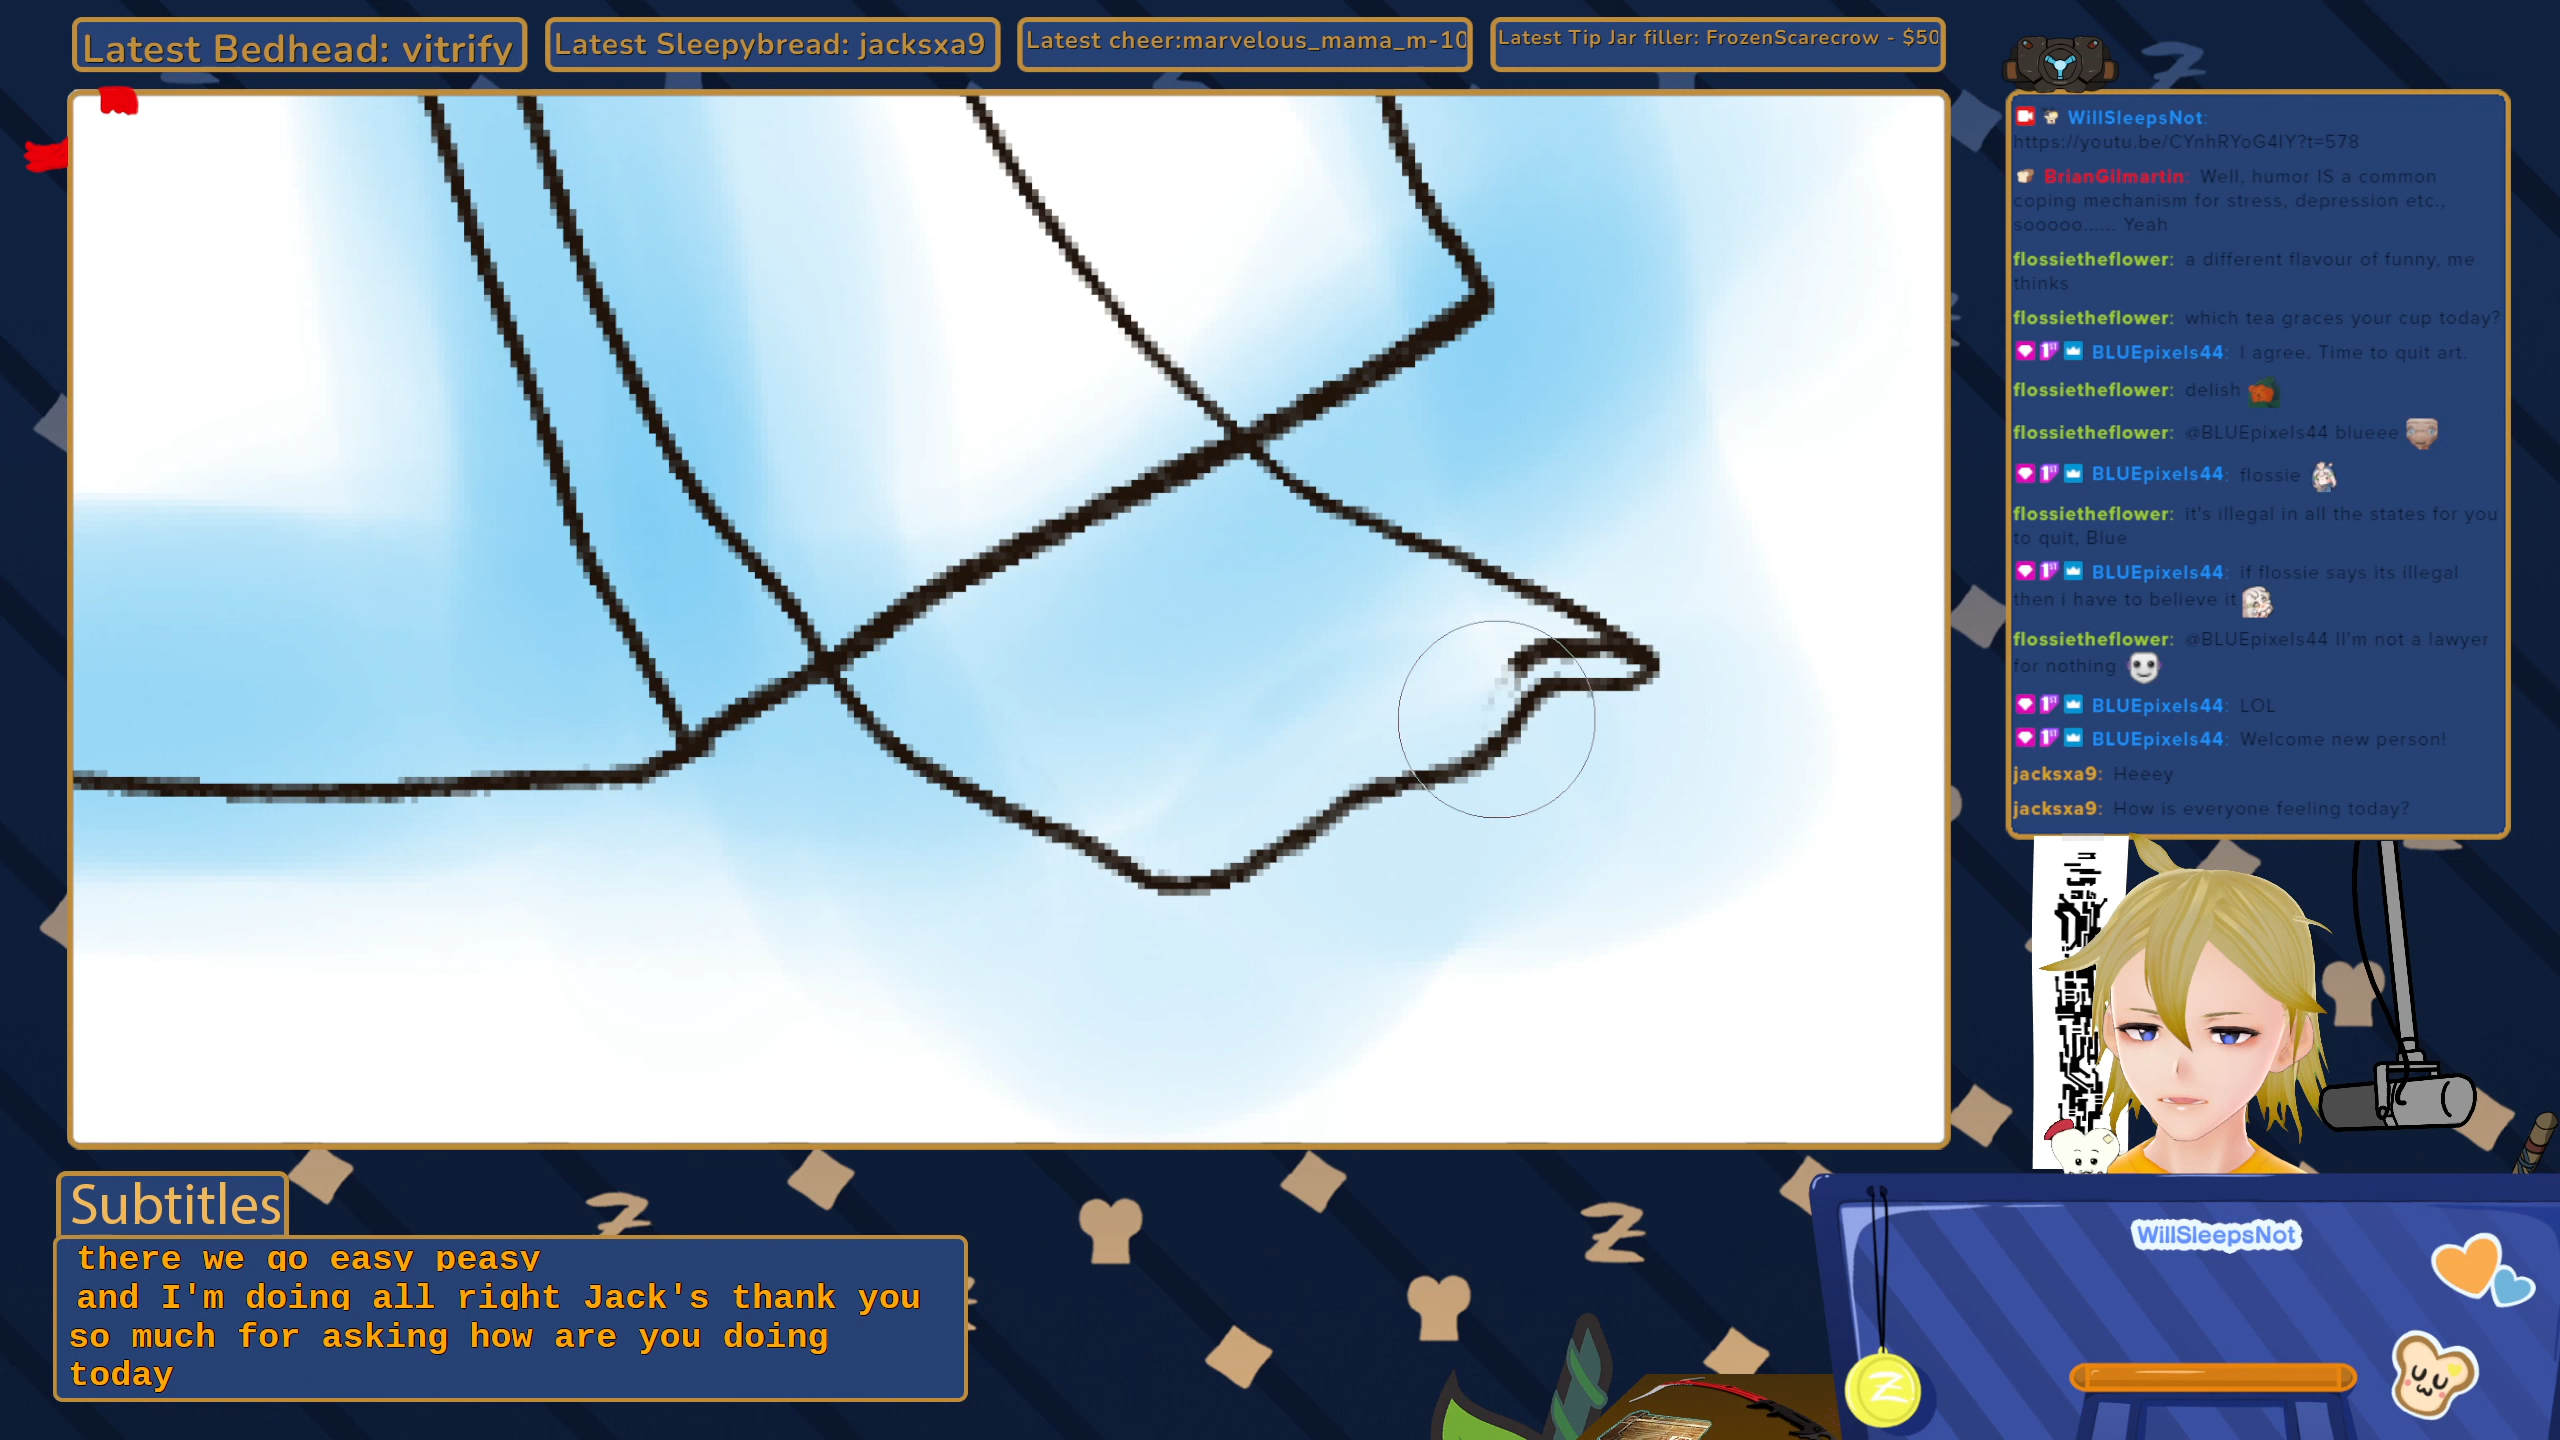 Latest Bedhead: vitrify
Latest Sleepybread: jacksxa9
Latest cheer:marvelous_mama_m-10
Latest Tip Jar filler: FrozenScarecrow - $50
WillSleepsNot:
https://youtu.be/CYnhRYoG4IY?t=578
BrianGilmartin: Well, humor IS a common
coping mechanism for stress, depression etc.,
sooooo...... Yeah
flossietheflower: a different flavour of funny, me
thinks
flossietheflower: which tea graces your cup today?
BLUEpixels44: I agree. Time to quit art.
flossietheflower: delish
flossietheflower: @BLUEpixels44 blueee
BLUEpixels44: flossie
flossietheflower: it's illegal in all the states for you
to quit, Blue
BLUEpixels44: if flossie says its illegal
then i have to believe it
flossietheflower: @BLUEpixels44 II'm not a lawyer
for nothing
BLUEpixels44: LOL
BLUEpixels44: Welcome new person!
jacksxa9: Heeey
jacksxa9: How is everyone feeling today?
Subtitles
there we go easy peasy
and I'm doing all right Jack's thank you
so much for asking how are you doing
today
WillSleepsNot
Z